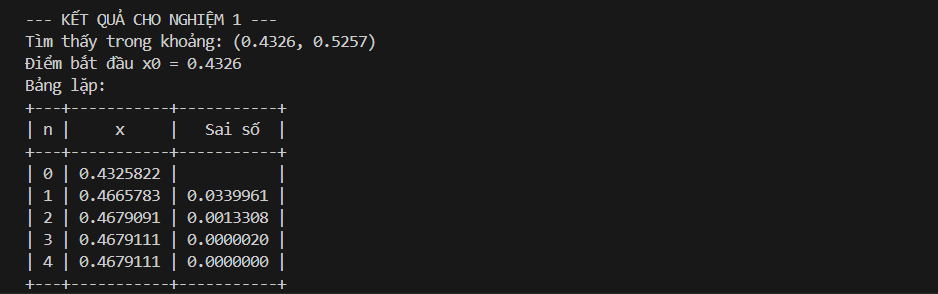 --- KẾT QUẢ CHO NGHIỆM 1 ---
Tìm thấy trong khoảng: (0.4326, 0.5257)
Điểm bắt đầu x0 = 0.4326
Bảng lặp:
+---+-----------+-----------+
| n |     x     |   Sai số  |
+---+-----------+-----------+
| 0 | 0.4325822 |           |
| 1 | 0.4665783 | 0.0339961 |
| 2 | 0.4679091 | 0.0013308 |
| 3 | 0.4679111 | 0.0000020 |
| 4 | 0.4679111 | 0.0000000 |
+---+-----------+-----------+